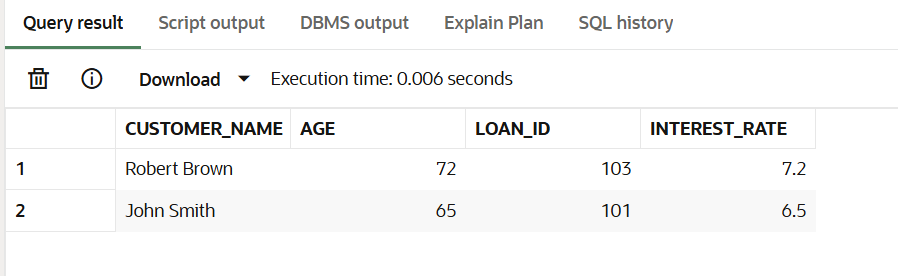 Query result Script output DBMS output Explain Plan SQL history
Download Execution time: 0.006 seconds
CUSTOMER_NAME AGE LOAN_ID INTEREST_RATE
1 Robert Brown 72 103 7.2
2 John Smith 65 101 6.5